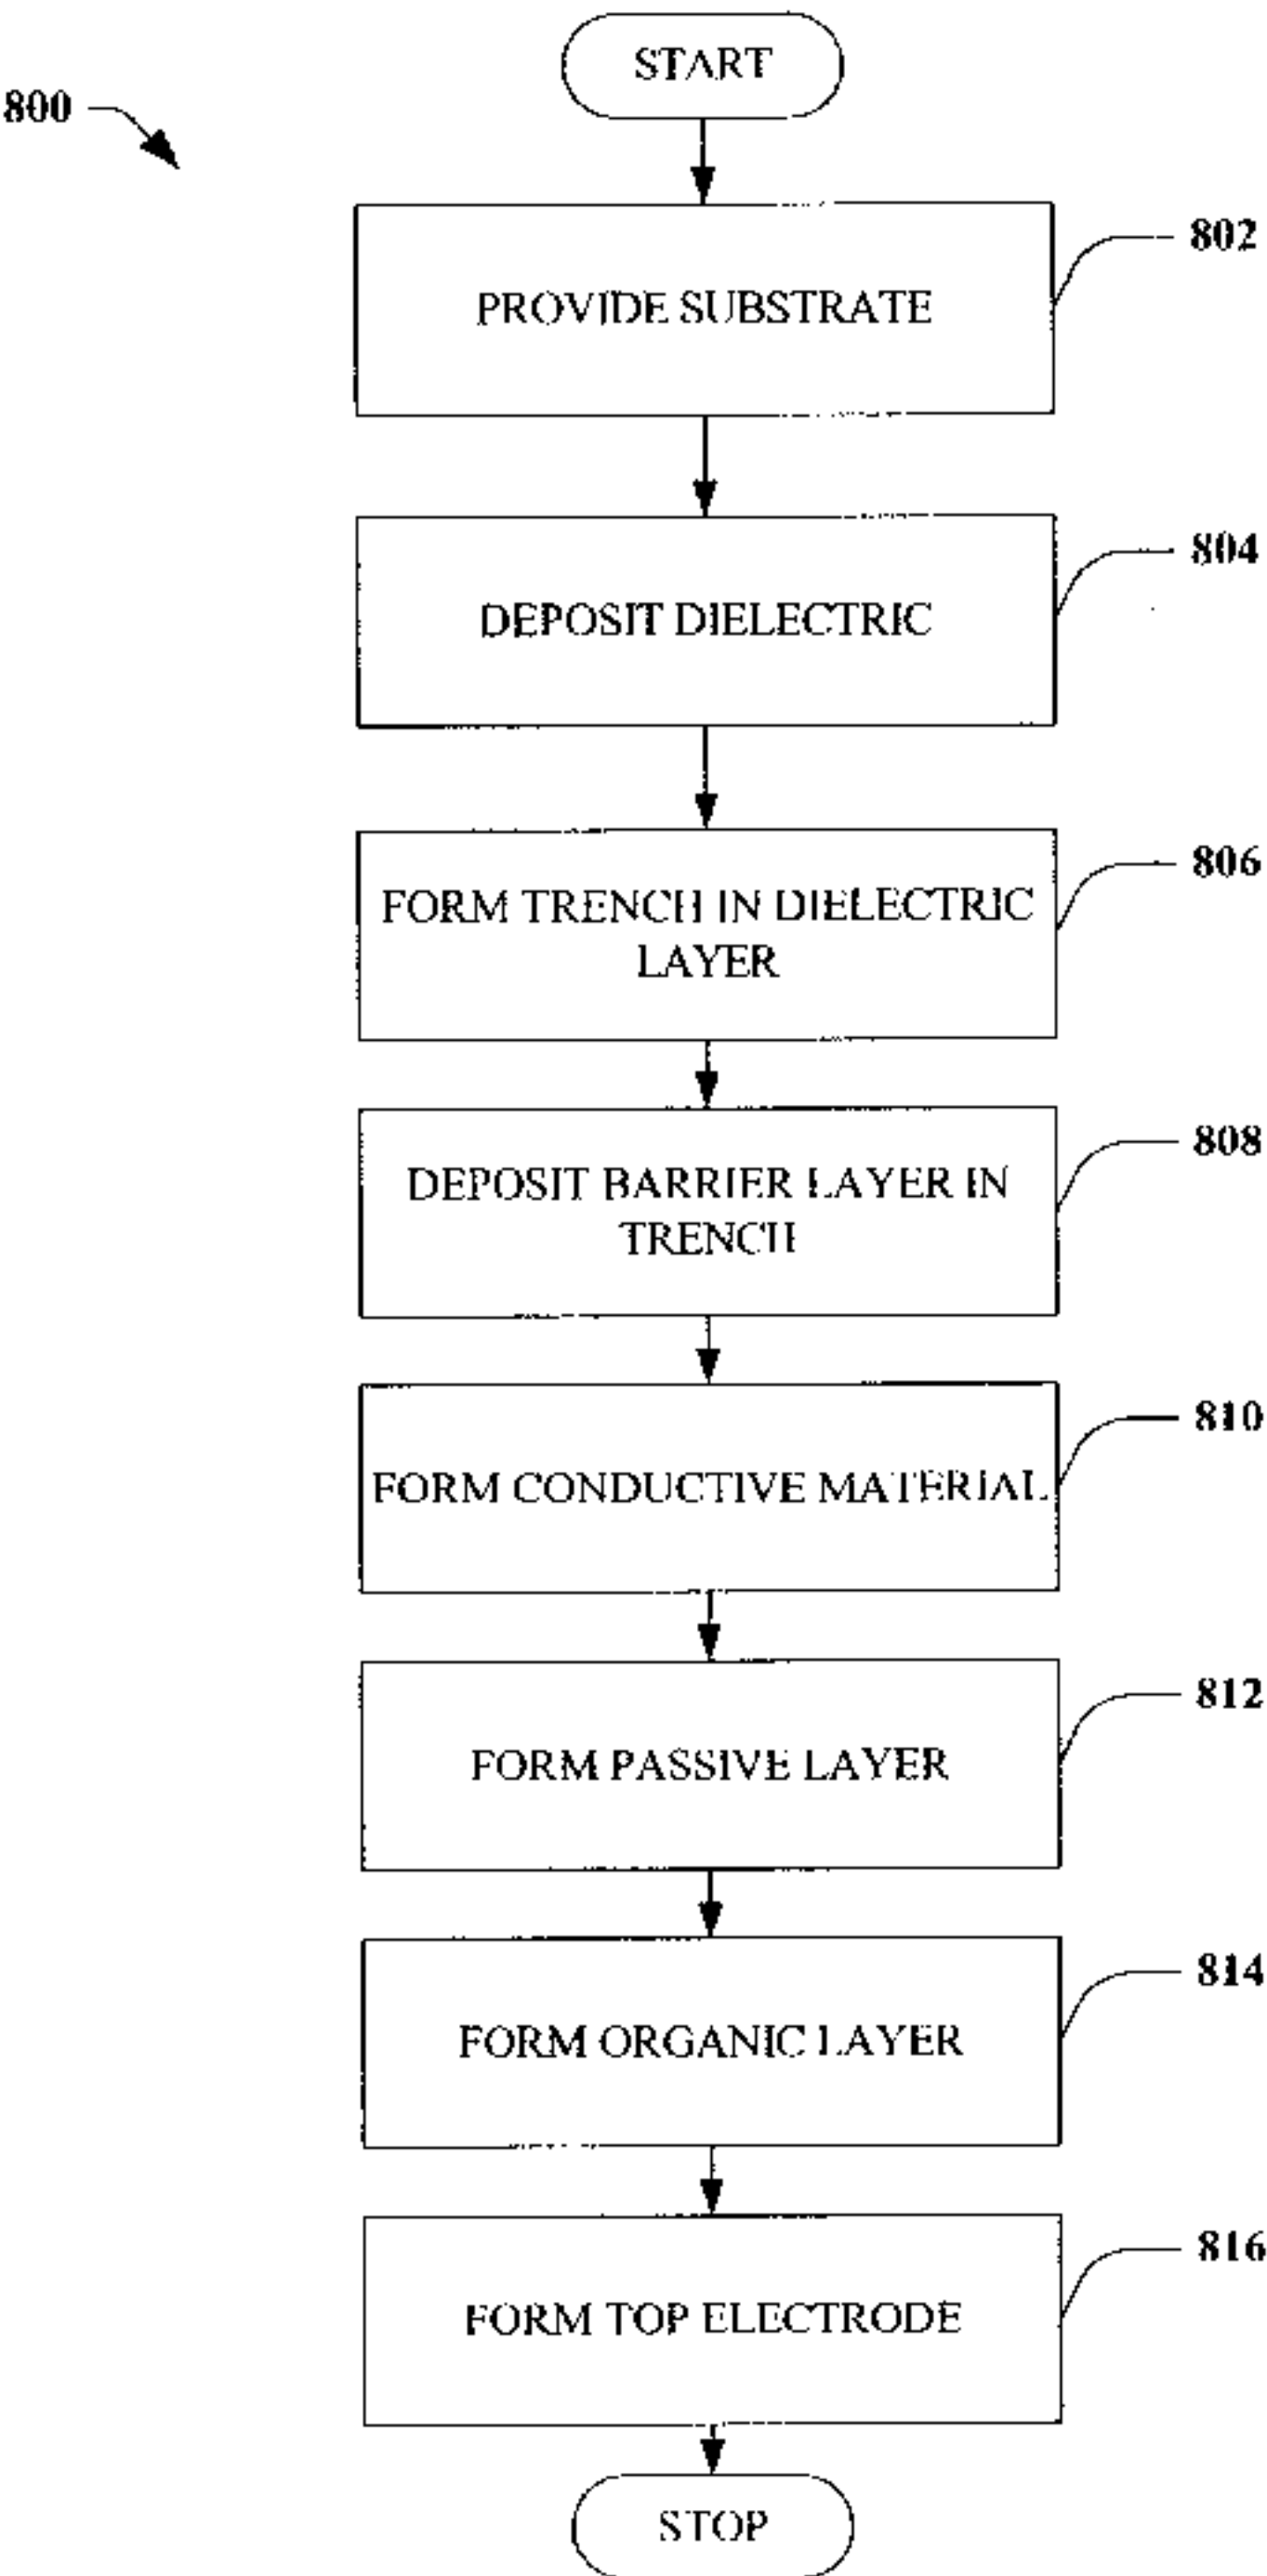 START
800
PROVIDE SUBSTRATE
802
DEPOSIT DIELECTRIC
804
FORM TRENCH IN DIELECTRIC
LAYER
806
DEPOSIT BARRIER LAYER IN
TRENCH
808
FORM CONDUCTIVE MATERIAL
810
FORM PASSIVE LAYER
812
FORM ORGANIC LAYER
814
FORM TOP ELECTRODE
816
STOP